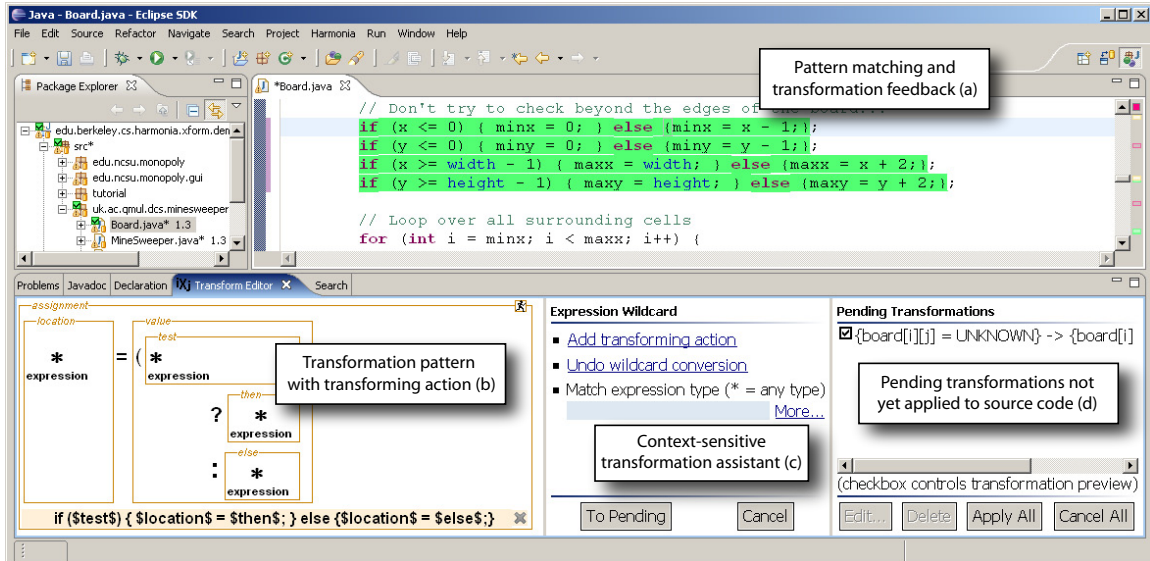 Java - Board.java - Eclipse SDK
File Edit Source Refactor Navigate Search Project Harmonia Run Window Help
Package Explorer
edu.berkeley.cs.harmonia.xform.den
src*
edu.ncsu.monopoly
edu.ncsu.monopoly.gui
tutorial
uk.ac.qmul.dcs.minesweeper
Board.java* 1.3
MineSweeper.java* 1.3
*Board.java
// Don't try to check beyond the edges of the board...
if (x <= 0) { minx = 0; } else {minx = x - 1;};
if (y <= 0) { miny = 0; } else {miny = y - 1;};
if (x >= width - 1) { maxx = width; } else {maxx = x + 2;};
if (y >= height - 1) { maxy = height; } else {maxy = y + 2;};
// Loop over all surrounding cells
for (int i = minx; i < maxx; i++) {
Pattern matching and
transformation feedback (a)
Problems Javadoc Declaration iXj Transform Editor Search
assignment
location
* expression
=
value
(
test
* expression
?
then
* expression
:
else
* expression
if ($test$) { $location$ = $then$; } else {$location$ = $else$;}
Transformation pattern
with transforming action (b)
Expression Wildcard
Add transforming action
Undo wildcard conversion
Match expression type (* = any type)
More...
Context-sensitive
transformation assistant (c)
To Pending Cancel
Pending Transformations
{board[i][j] = UNKNOWN} -> {board[i]
Pending transformations not
yet applied to source code (d)
(checkbox controls transformation preview)
Edit... Delete Apply All Cancel All